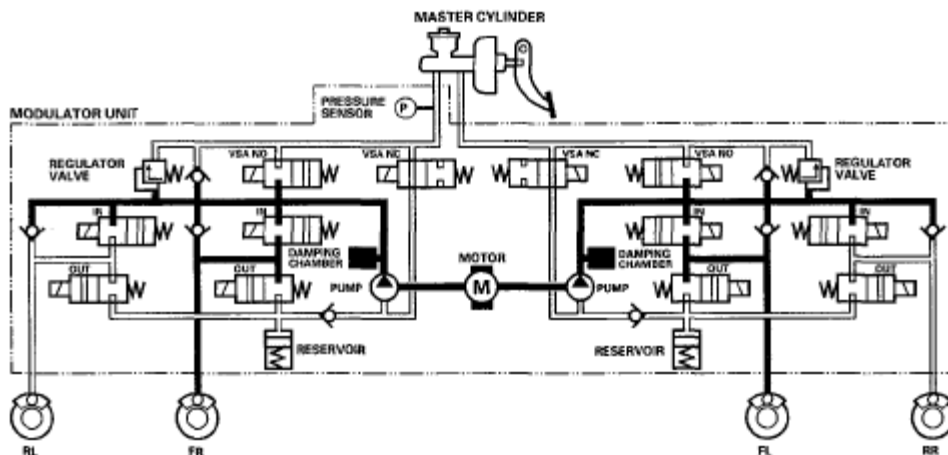 MASTER CYLINDER
PRESSURE
SENSOR
P
MODULATOR UNIT
REGULATOR
VALVE
VSA NO
VSA NC
VSA NC
VSA NO
REGULATOR
VALVE
IN
IN
IN
IN
DAMPING
CHAMBER
MOTOR
DAMPING
CHAMBER
OUT
OUT
PUMP
M
PUMP
OUT
OUT
RESERVOIR
RESERVOIR
RL
FR
FL
RR